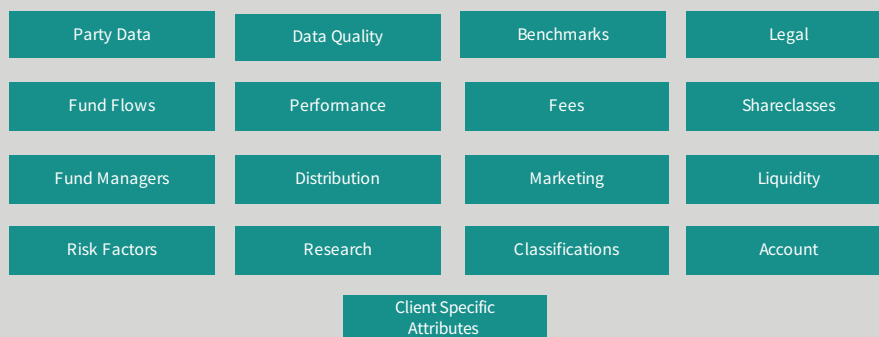 Party Data
Data Quality
Benchmarks
Legal
Fund Flows
Performance
Fees
Shareclasses
Fund Managers
Distribution
Marketing
Liquidity
Risk Factors
Research
Classifications
Account
Client Specific
Attributes